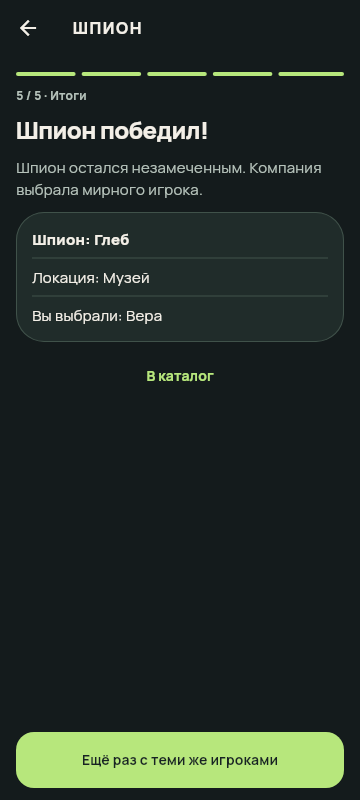 ШПИОН
5 / 5 · Итоги
Шпион победил!
Шпион остался незамеченным. Компания
выбрала мирного игрока.
Шпион: Глеб
Локация: Музей
Вы выбрали: Вера
В каталог
Ещё раз с теми же игроками